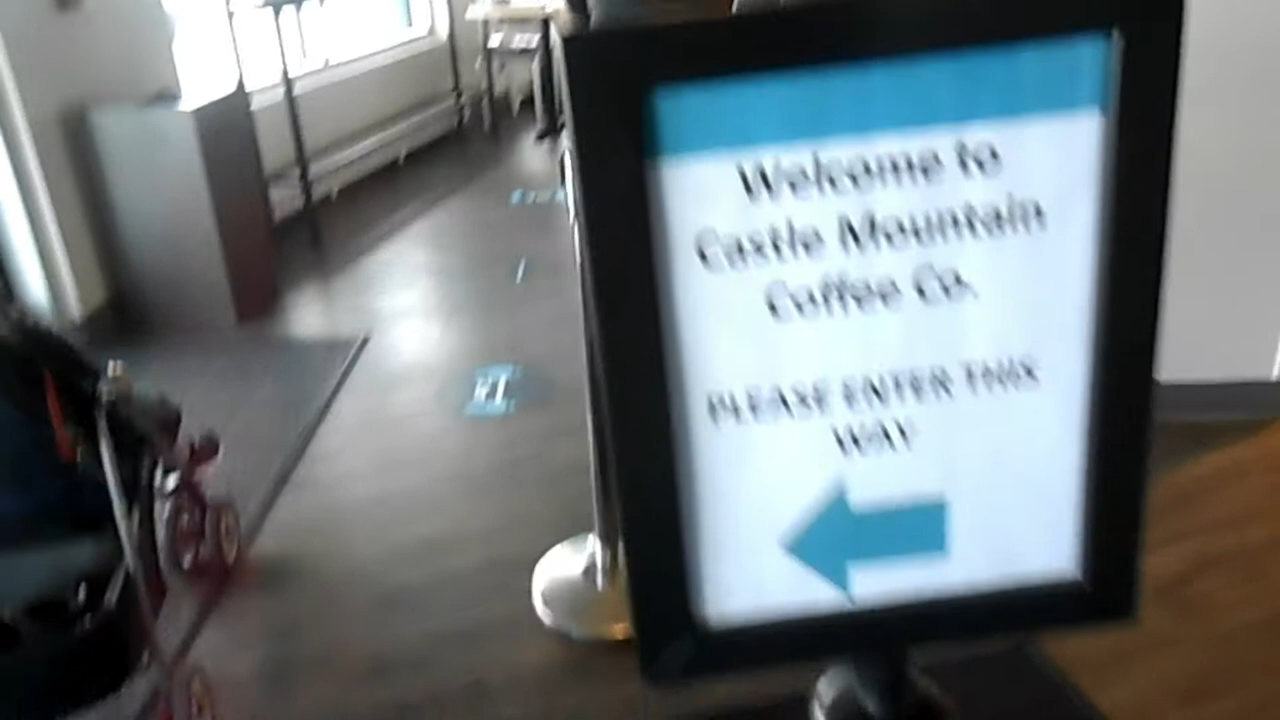 Welcome to
Castle Mountain
Coffee Co.
PLEASE ENTER THIS
WAY